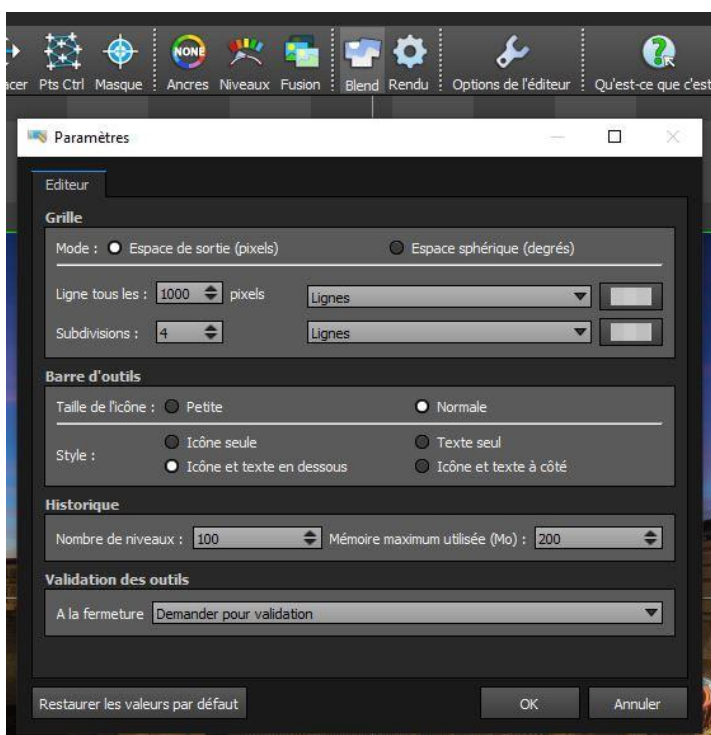 acer Pts Ctrl Masque Ancres Niveaux Fusion Blend Rendu Options de l'éditeur Qu'est-ce que c'est
NONE
Paramètres
Editeur
Grille
Mode : Espace de sortie (pixels) Espace sphérique (degrés)
Ligne tous les : 1000 pixels Lignes
Subdivisions : 4 Lignes
Barre d'outils
Taille de l'icône : Petite Normale
Style : Icône seule Texte seul
Icône et texte en dessous Icône et texte à côté
Historique
Nombre de niveaux : 100 Mémoire maximum utilisée (Mo) : 200
Validation des outils
A la fermeture Demander pour validation
Restaurer les valeurs par défaut OK Annuler